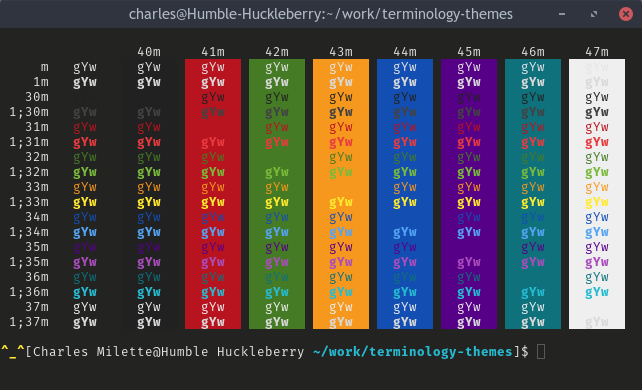 charles@Humble-Huckleberry:~/work/terminology-themes
40m 41m 42m 43m 44m 45m 46m 47m
m gYw gYw gYw gYw gYw gYw gYw gYw gYw
1m gYw gYw gYw gYw gYw gYw gYw gYw gYw
30m gYw gYw gYw gYw gYw gYw gYw
1;30m gYw gYw gYw gYw gYw gYw gYw gYw gYw
31m gYw gYw gYw gYw gYw gYw gYw gYw
1;31m gYw gYw gYw gYw gYw gYw gYw gYw gYw
32m gYw gYw gYw gYw gYw gYw gYw gYw
1;32m gYw gYw gYw gYw gYw gYw gYw gYw gYw
33m gYw gYw gYw gYw gYw gYw gYw gYw
1;33m gYw gYw gYw gYw gYw gYw gYw gYw gYw
34m gYw gYw gYw gYw gYw gYw gYw gYw
1;34m gYw gYw gYw gYw gYw gYw gYw gYw gYw
35m gYw gYw gYw gYw gYw gYw gYw gYw
1;35m gYw gYw gYw gYw gYw gYw gYw gYw gYw
36m gYw gYw gYw gYw gYw gYw gYw gYw
1;36m gYw gYw gYw gYw gYw gYw gYw gYw gYw
37m gYw gYw gYw gYw gYw gYw gYw gYw gYw
1;37m gYw gYw gYw gYw gYw gYw gYw gYw gYw
^_^[Charles Milette@Humble Huckleberry ~/work/terminology-themes]$